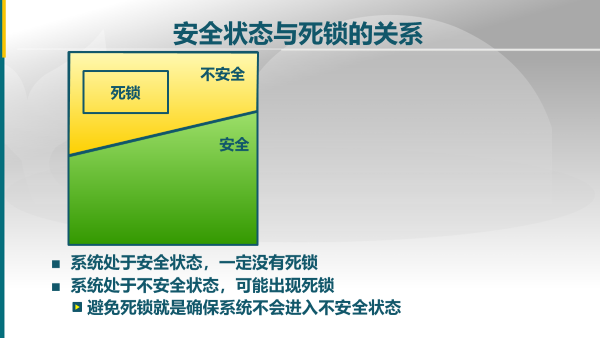 安全状态与死锁的关系
不安全
死锁
安全
系统处于安全状态，一定没有死锁
系统处于不安全状态，可能出现死锁
避免死锁就是确保系统不会进入不安全状态